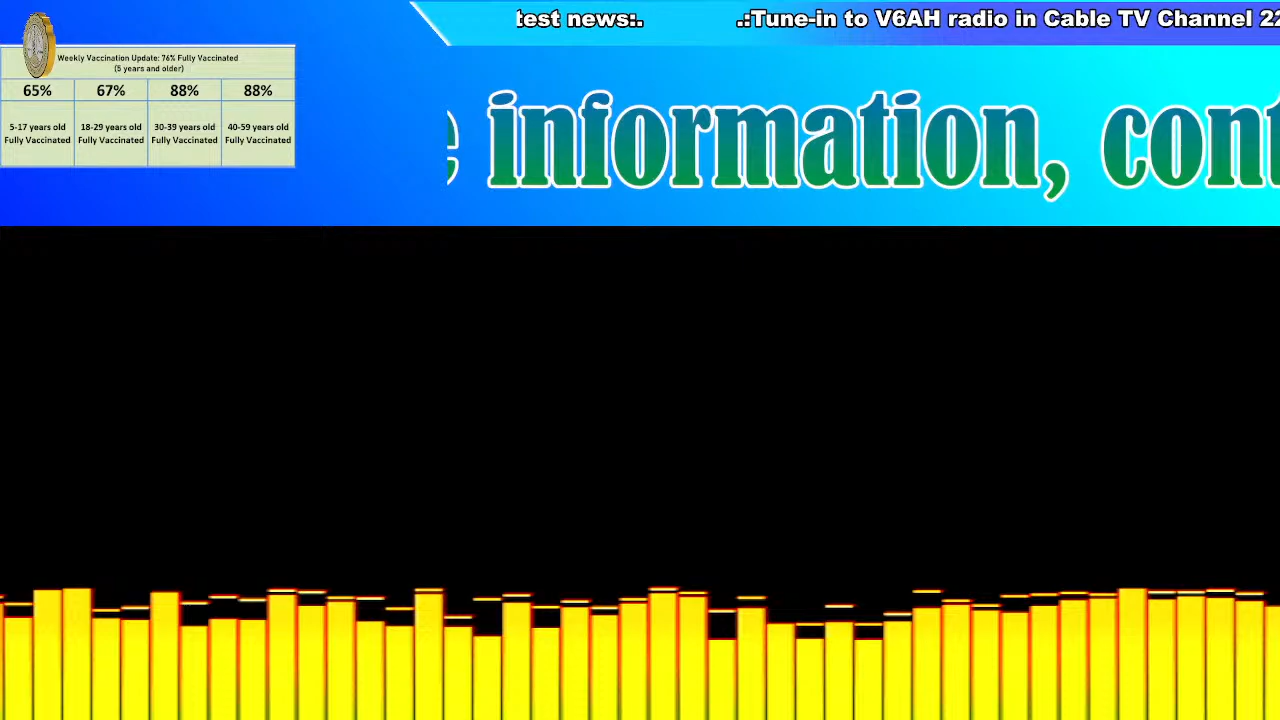 test news:. .:Tune-in to V6AH radio in Cable TV Channel 22
Weekly Vaccination Update: 76% Fully Vaccinated
(5 years and older)
65% 67% 88% 88%
5-17 years old 18-29 years old 30-39 years old 40-59 years old
Fully Vaccinated Fully Vaccinated Fully Vaccinated Fully Vaccinated
e information, cont